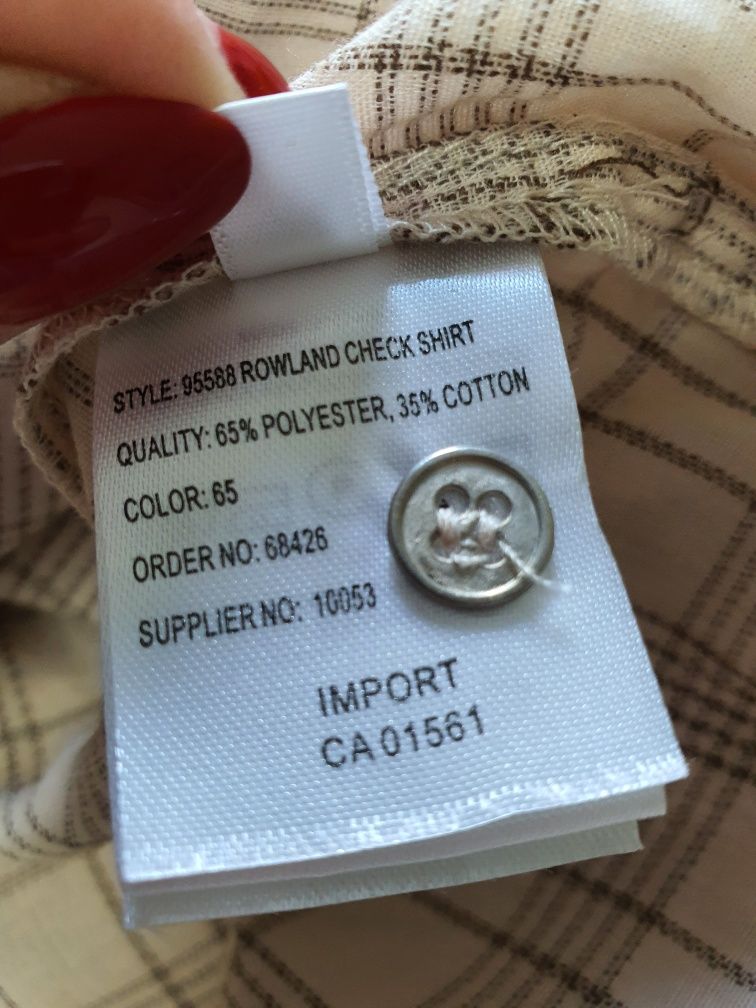 STYLE: 95588 ROWLAND CHECK SHIRT
QUALITY: 65% POLYESTER, 35% COTTON
COLOR: 65
ORDER NO: 68426
SUPPLIER NO: 10053
IMPORT
CA 01561